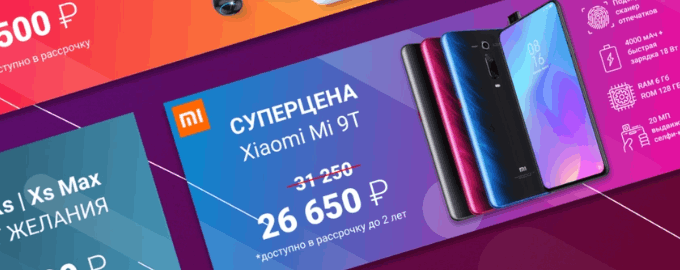 500 ₽
доступно в рассрочку
mi
СУПЕРЦЕНА
Xiaomi Mi 9T
31 250
26 650 ₽
*доступно в рассрочку до 2 лет
сканер
отпечатков
4000 мАч +
быстрая
зарядка 18 Вт
RAM 6 Гб
ROM 128 Г
20 МП
s | Xs Max
ЖЕЛАНИЯ
₽